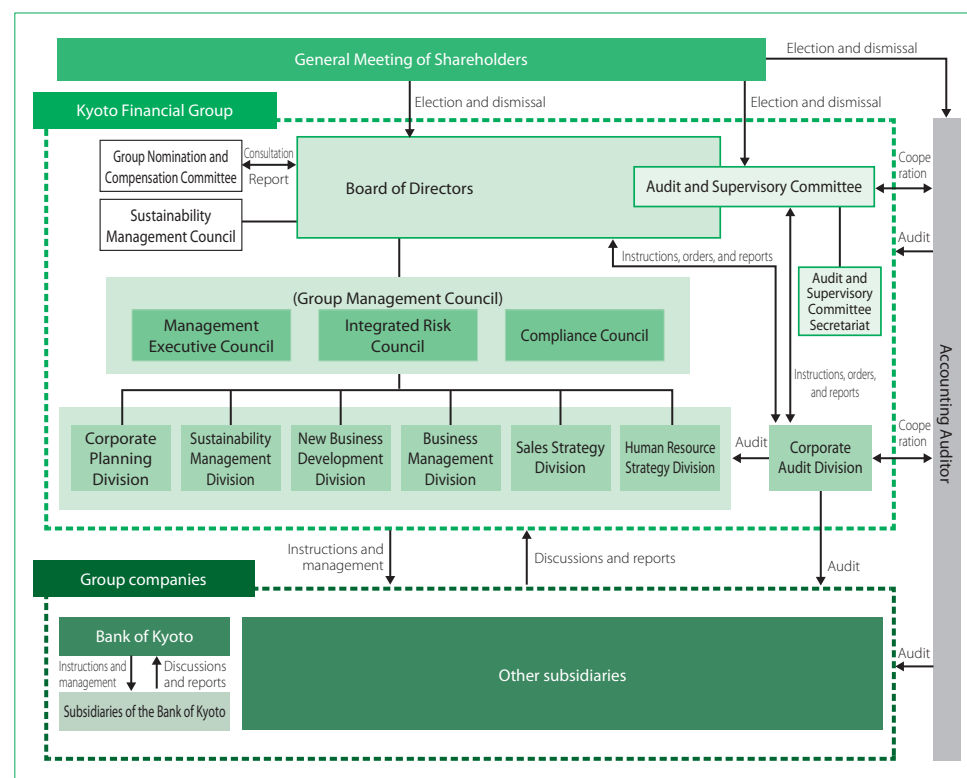 General Meeting of Shareholders
Election and dismissal
Election and dismissal
Election and dismissal
Kyoto Financial Group
Group Nomination and
Compensation Committee
Consultation
Report
Board of Directors
Audit and Supervisory Committee
Coope
ration
Sustainability
Management Council
Audit
Instructions, orders, and reports
Audit and
Supervisory
Committee
Secretariat
(Group Management Council)
Management
Executive Council
Integrated Risk
Council
Compliance Council
Instructions, orders,
and reports
Accounting Auditor
Corporate
Planning
Division
Sustainability
Management
Division
New Business
Development
Division
Business
Management
Division
Sales Strategy
Division
Human Resource
Strategy Division
Audit
Corporate
Audit Division
Coope
ration
Instructions and
management
Discussions and reports
Audit
Group companies
Bank of Kyoto
Instructions and
management
Discussions
and reports
Subsidiaries of the Bank of Kyoto
Other subsidiaries
Audit